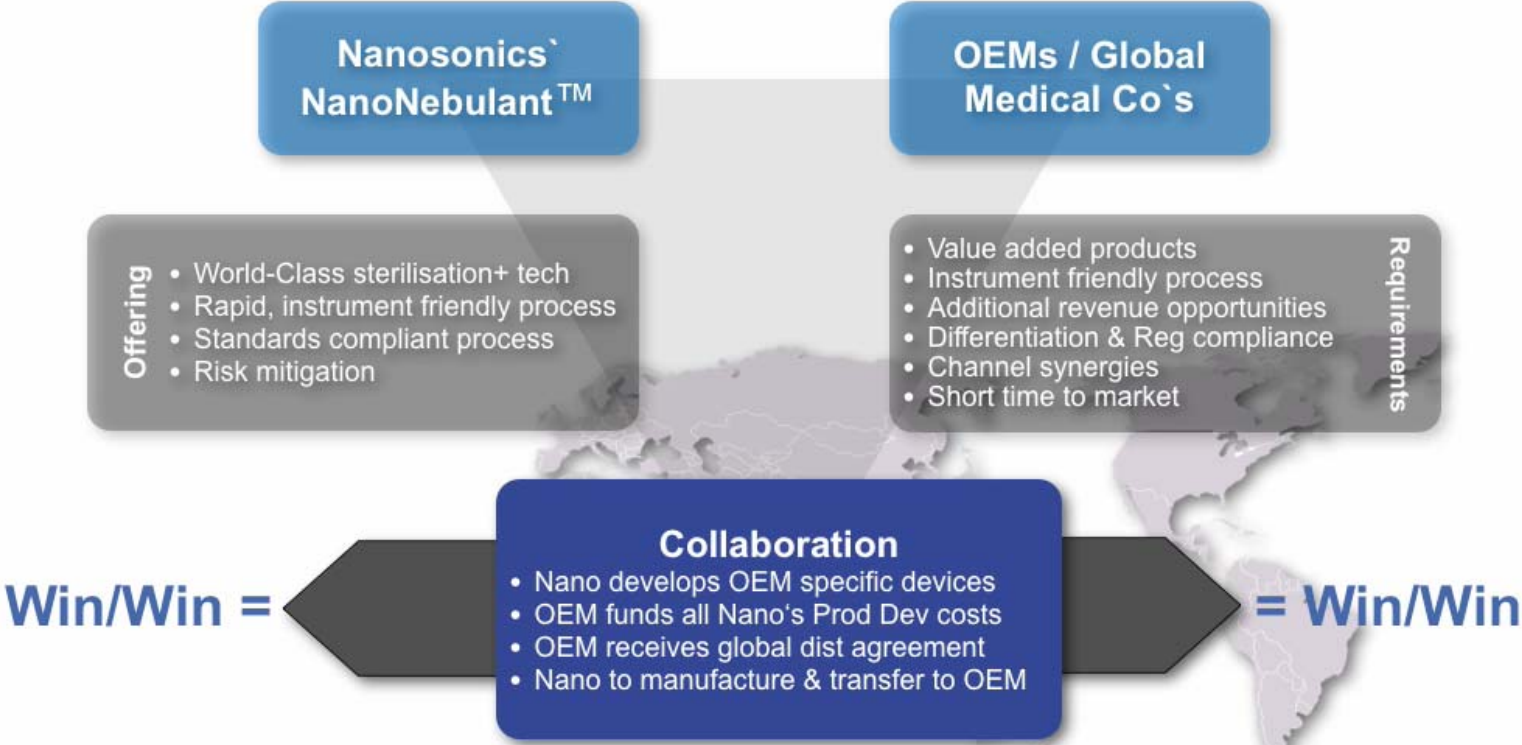 Nanosonics`
NanoNebulant™
OEMs / Global
Medical Co`s
Offering
• World-Class sterilisation+ tech
• Rapid, instrument friendly process
• Standards compliant process
• Risk mitigation
• Value added products
• Instrument friendly process
• Additional revenue opportunities
• Differentiation & Reg compliance
• Channel synergies
• Short time to market
Requirements
Collaboration
• Nano develops OEM specific devices
• OEM funds all Nano‘s Prod Dev costs
• OEM receives global dist agreement
• Nano to manufacture & transfer to OEM
Win/Win =
= Win/Win